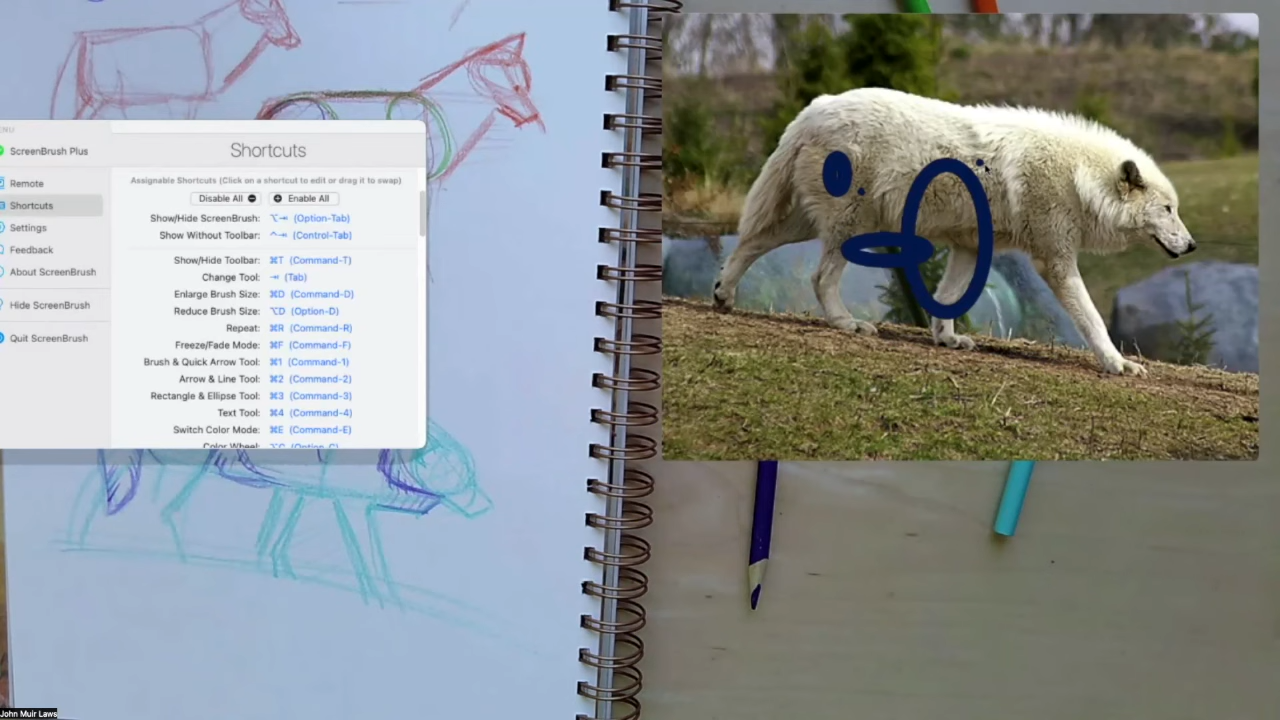 ScreenBrush Plus
Remote
Shortcuts
Settings
Feedback
About ScreenBrush
Hide ScreenBrush
Quit ScreenBrush
Shortcuts
Assignable Shortcuts (Click on a shortcut to edit or drag it to swap)
Disable All Enable All
Show/Hide ScreenBrush: ⌥⇥ (Option-Tab)
Show Without Toolbar: ^⇥ (Control-Tab)
Show/Hide Toolbar: ⌘T (Command-T)
Change Tool: ⇥ (Tab)
Enlarge Brush Size: ⌘D (Command-D)
Reduce Brush Size: ⌥D (Option-D)
Repeat: ⌘R (Command-R)
Freeze/Fade Mode: ⌘F (Command-F)
Brush & Quick Arrow Tool: ⌘1 (Command-1)
Arrow & Line Tool: ⌘2 (Command-2)
Rectangle & Ellipse Tool: ⌘3 (Command-3)
Text Tool: ⌘4 (Command-4)
Switch Color Mode: ⌘E (Command-E)
Color Wheel: ⌥C (Option-C)
John Muir Laws